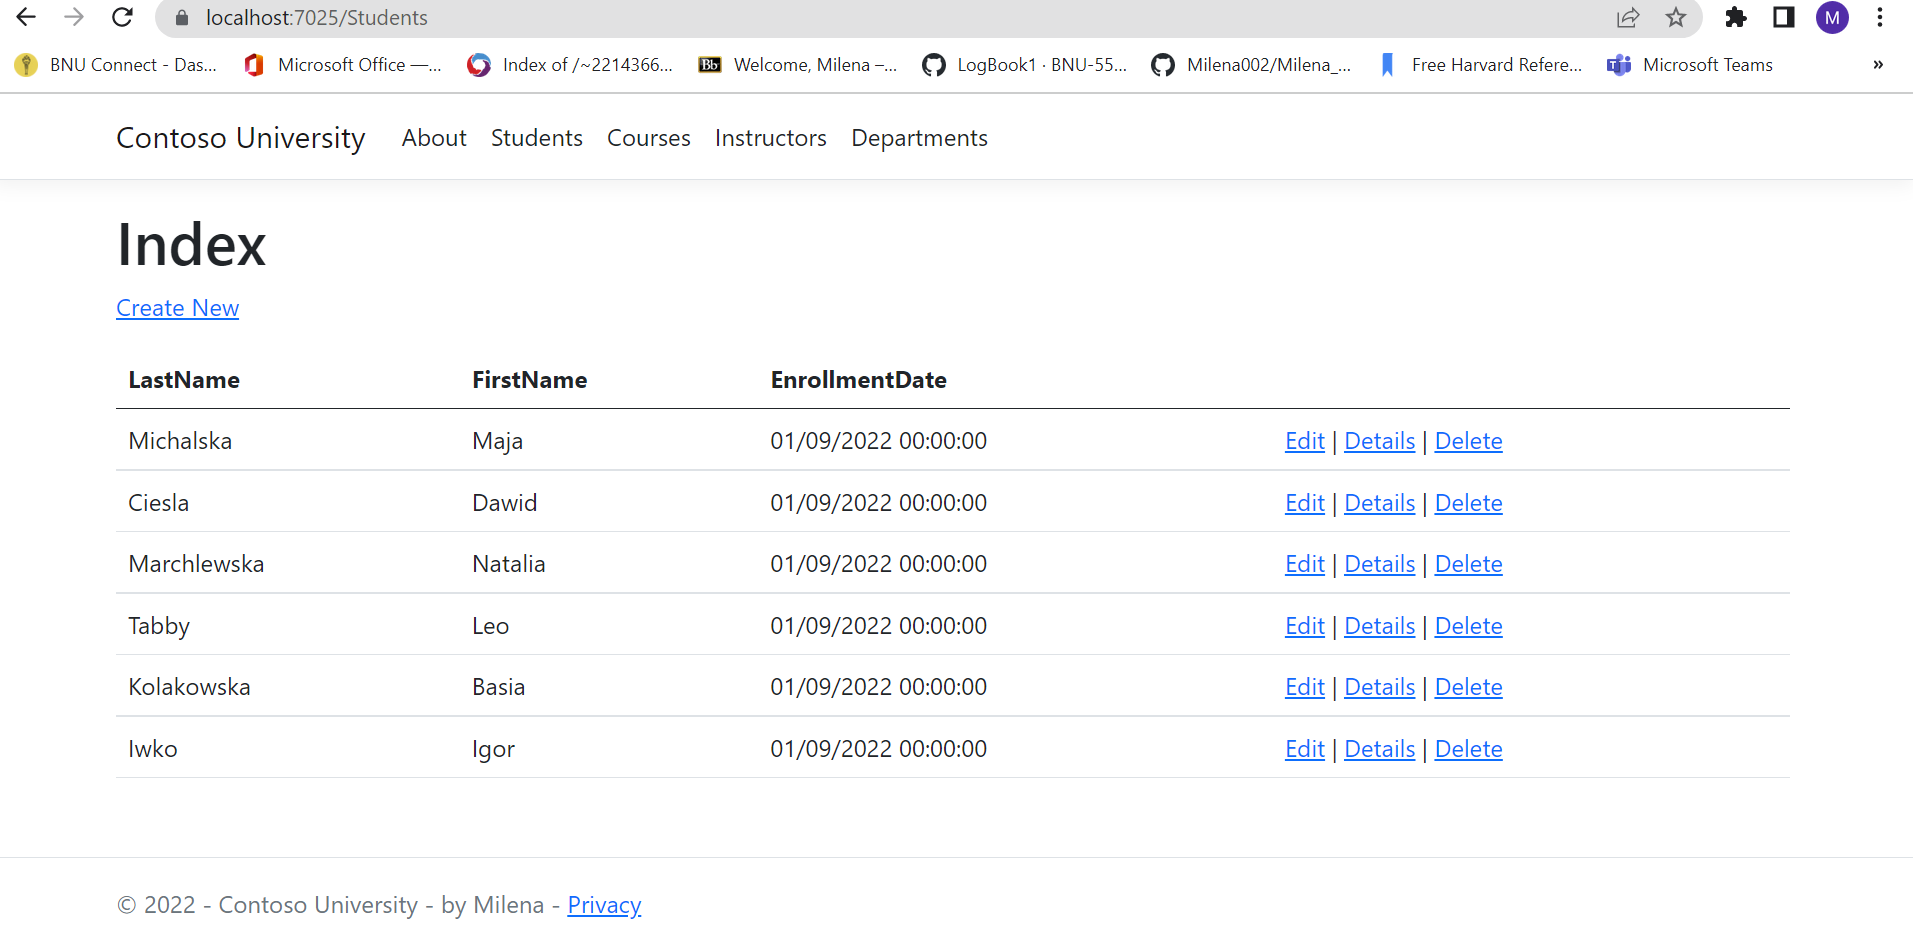 localhost:7025/Students
M
BNU Connect - Das... Microsoft Office —... Index of /~2214366... Bb Welcome, Milena –... LogBook1 · BNU-55... Milena002/Milena_... Free Harvard Refere... Microsoft Teams »
Contoso University About Students Courses Instructors Departments
Index
Create New
LastName FirstName EnrollmentDate
Michalska Maja 01/09/2022 00:00:00 Edit | Details | Delete
Ciesla Dawid 01/09/2022 00:00:00 Edit | Details | Delete
Marchlewska Natalia 01/09/2022 00:00:00 Edit | Details | Delete
Tabby Leo 01/09/2022 00:00:00 Edit | Details | Delete
Kolakowska Basia 01/09/2022 00:00:00 Edit | Details | Delete
Iwko Igor 01/09/2022 00:00:00 Edit | Details | Delete
© 2022 - Contoso University - by Milena - Privacy